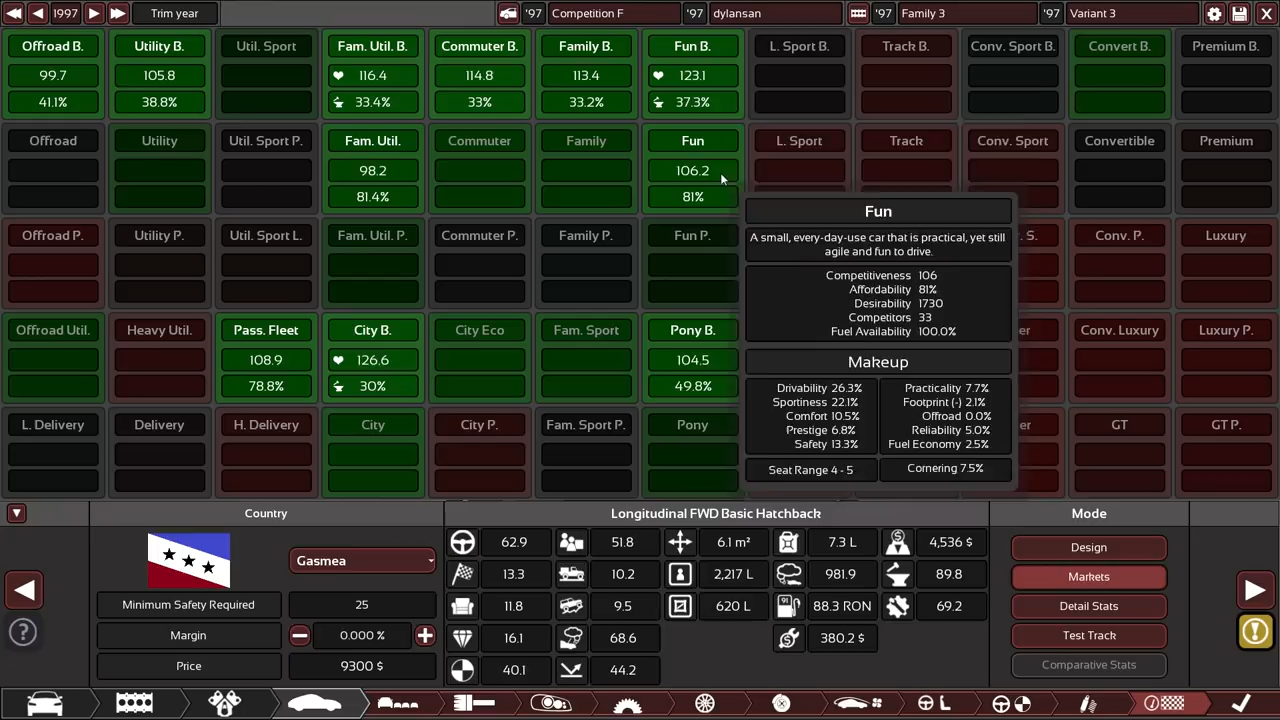 1997 Trim year '97 Competition F '97 dylansan '97 Family 3 '97 Variant 3
Offroad B. Utility B. Util. Sport Fam. Util. B. Commuter B. Family B. Fun B. L. Sport B. Track B. Conv. Sport B. Convert B. Premium B.
99.7 105.8 116.4 114.8 113.4 123.1
41.1% 38.8% 33.4% 33% 33.2% 37.3%
Offroad Utility Util. Sport P. Fam. Util. Commuter Family Fun L. Sport Track Conv. Sport Convertible Premium
98.2 106.2
81.4% 81%
Offroad P. Utility P. Util. Sport L. Fam. Util. P. Commuter P. Family P. Fun P. S. Conv. P. Luxury
Fun
A small, every-day-use car that is practical, yet still
agile and fun to drive.
Competitiveness 106
Affordability 81%
Desirability 1730
Competitors 33
Fuel Availability 100.0%
Makeup
Drivability 26.3% Practicality 7.7%
Sportiness 22.1% Footprint (-) 2.1%
Comfort 10.5% Offroad 0.0%
Prestige 6.8% Reliability 5.0%
Safety 13.3% Fuel Economy 2.5%
Seat Range 4 - 5 Cornering 7.5%
Offroad Util. Heavy Util. Pass. Fleet City B. City Eco Fam. Sport Pony B. er Conv. Luxury Luxury P.
108.9 126.6 104.5
78.8% 30% 49.8%
L. Delivery Delivery H. Delivery City City P. Fam. Sport P. Pony er GT GT P.
Country Longitudinal FWD Basic Hatchback Mode
Gasmea
Minimum Safety Required 25
Margin 0.000 %
Price 9300 $
62.9 51.8 6.1 m² 7.3 L 4,536 $
13.3 10.2 2,217 L 981.9 89.8
11.8 9.5 620 L 91 88.3 RON 69.2
16.1 68.6 380.2 $
40.1 44.2
Design
Markets
Detail Stats
Test Track
Comparative Stats